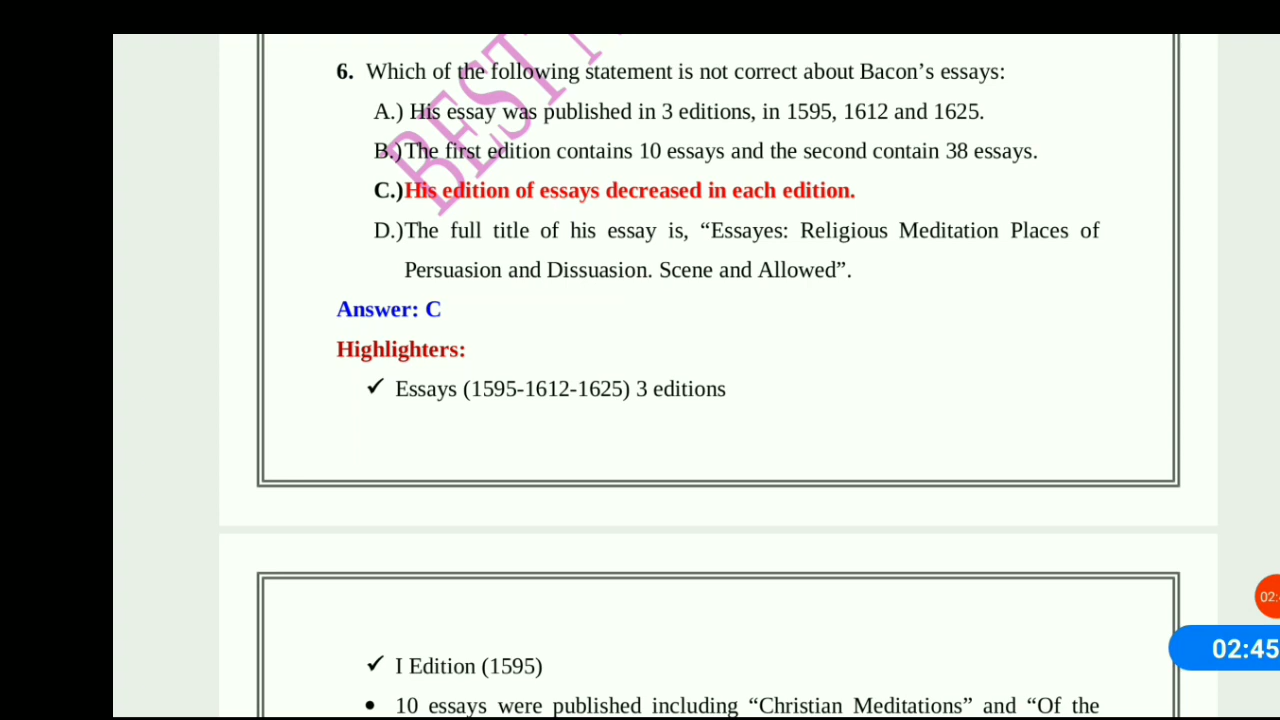 BEST
6. Which of the following statement is not correct about Bacon’s essays:
A.) His essay was published in 3 editions, in 1595, 1612 and 1625.
B.)The first edition contains 10 essays and the second contain 38 essays.
C.)His edition of essays decreased in each edition.
D.)The full title of his essay is, “Essayes: Religious Meditation Places of
Persuasion and Dissuasion. Scene and Allowed”.
Answer: C
Highlighters:
✓ Essays (1595-1612-1625) 3 editions
02:
02:45
✓ I Edition (1595)
• 10 essays were published including “Christian Meditations” and “Of the